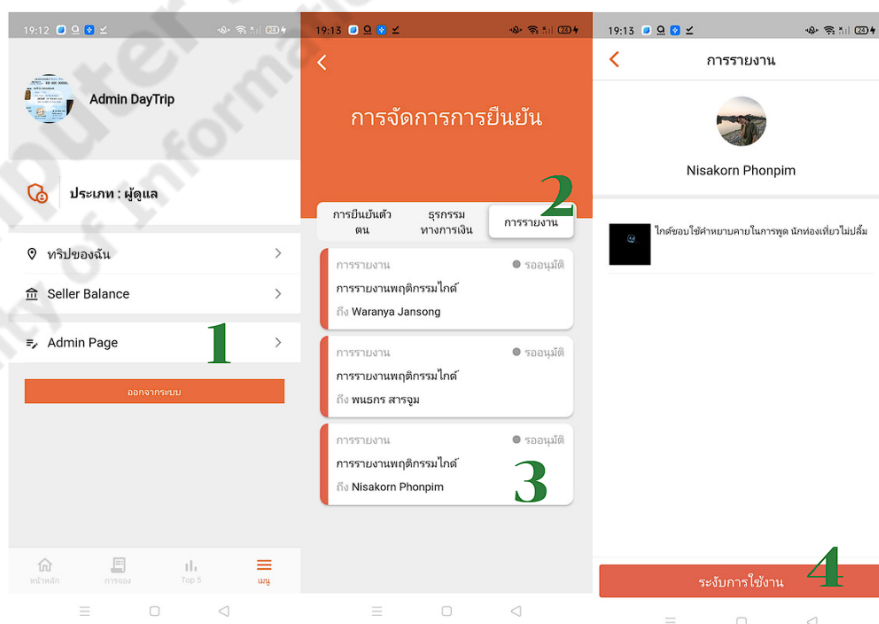 19:12
Admin DayTrip
ประเภท : ผู้ดูแล
ทริปของฉัน
Seller Balance
Admin Page
1
ออกจากระบบ
หน้าหลัก
การจอง
Top 5
เมนู
19:13
24
การจัดการการยืนยัน
2
การยืนยันตัว
ตน
ธุรกรรม
ทางการเงิน
การรายงาน
การรายงาน
รออนุมัติ
การรายงานพฤติกรรมไกด์
ถึง Waranya Jansong
การรายงาน
รออนุมัติ
การรายงานพฤติกรรมไกด์
ถึง พนธกร สารจูม
การรายงาน
รออนุมัติ
การรายงานพฤติกรรมไกด์
ถึง Nisakorn Phonpim
3
19:13
24
การรายงาน
Nisakorn Phonpim
ไกด์ชอบใช้คำหยาบคายในการพูด นักท่องเที่ยวไม่ปลื้ม
ระงับการใช้งาน
4